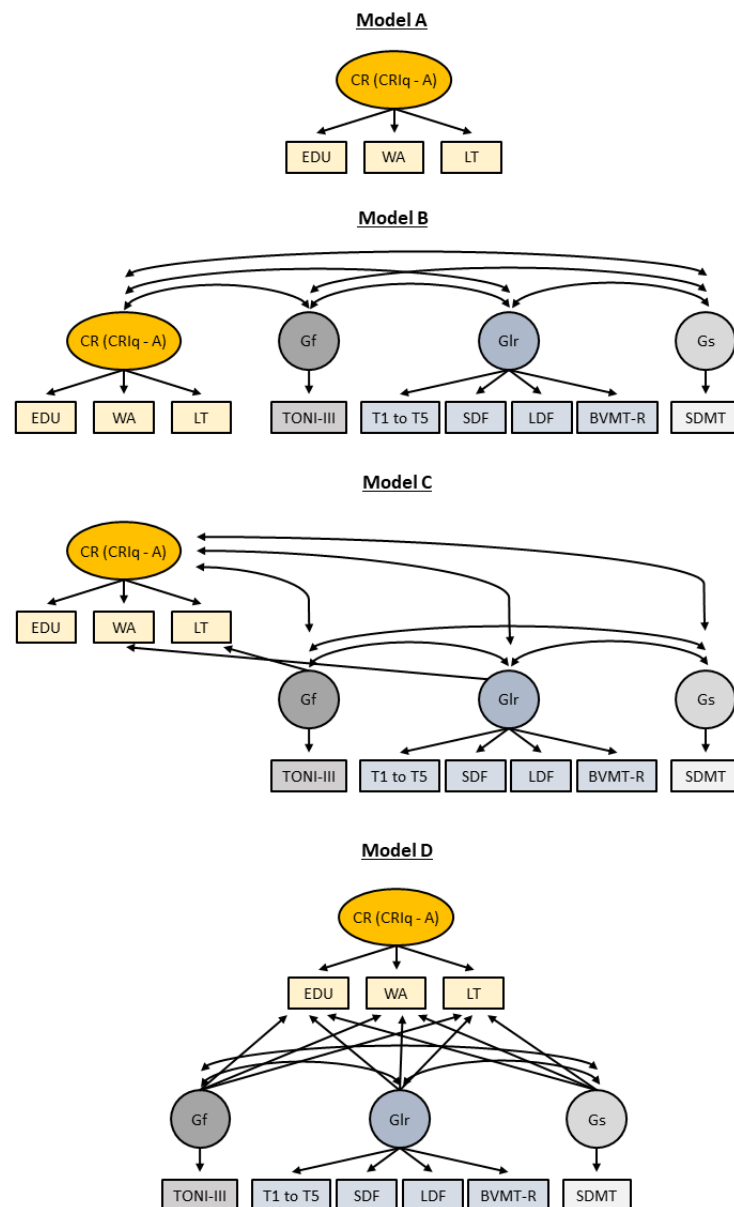 Model A
CR (CRIq - A)
EDU WA LT
Model B
CR (CRIq - A) Gf Glr Gs
EDU WA LT TONI-III T1 to T5 SDF LDF BVMT-R SDMT
Model C
CR (CRIq - A)
EDU WA LT
Gf Glr Gs
TONI-III T1 to T5 SDF LDF BVMT-R SDMT
Model D
CR (CRIq - A)
EDU WA LT
Gf Glr Gs
TONI-III T1 to T5 SDF LDF BVMT-R SDMT